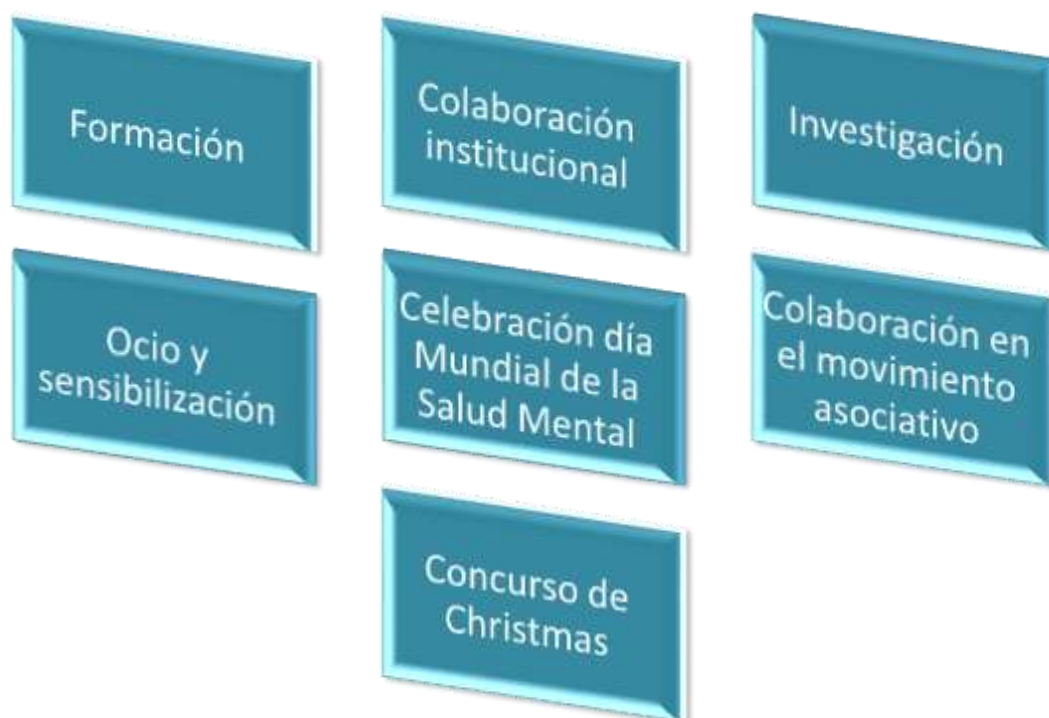 Formación
Colaboración
institucional
Investigación
Ocio y
sensibilización
Celebración día
Mundial de la
Salud Mental
Colaboración en
el movimiento
asociativo
Concurso de
Christmas